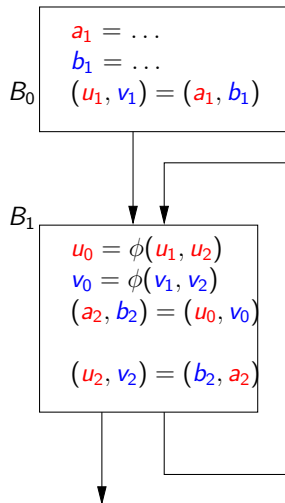 a₁ = …
b₁ = …
B₀ (u₁, v₁) = (a₁, b₁)
B₁
u₀ = ϕ(u₁, u₂)
v₀ = ϕ(v₁, v₂)
(a₂, b₂) = (u₀, v₀)
(u₂, v₂) = (b₂, a₂)